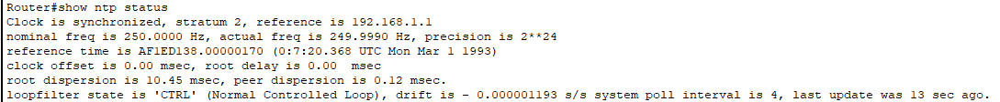 Router#show ntp status
Clock is synchronized, stratum 2, reference is 192.168.1.1
nominal freq is 250.0000 Hz, actual freq is 249.9990 Hz, precision is 2**24
reference time is AF1ED138.00000170 (0:7:20.368 UTC Mon Mar 1 1993)
clock offset is 0.00 msec, root delay is 0.00  msec
root dispersion is 10.45 msec, peer dispersion is 0.12 msec.
loopfilter state is 'CTRL' (Normal Controlled Loop), drift is - 0.000001193 s/s system poll interval is 4, last update was 13 sec ago.